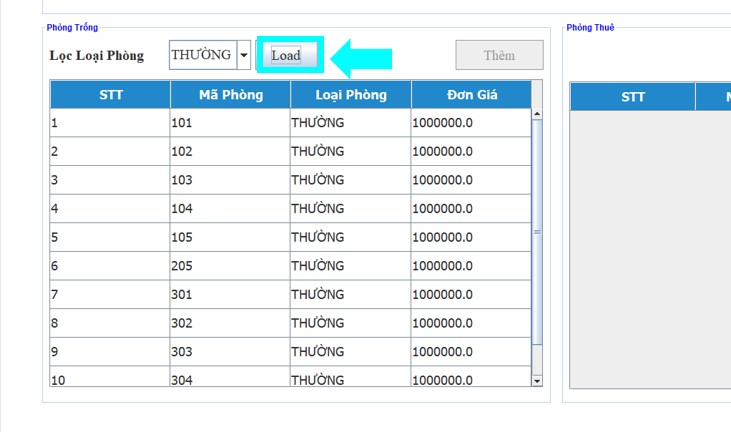 Phòng Trống
Phòng Thuê
Lọc Loại Phòng THƯỜNG Load Thêm
STT Mã Phòng Loại Phòng Đơn Giá
1 101 THƯỜNG 1000000.0
2 102 THƯỜNG 1000000.0
3 103 THƯỜNG 1000000.0
4 104 THƯỜNG 1000000.0
5 105 THƯỜNG 1000000.0
6 205 THƯỜNG 1000000.0
7 301 THƯỜNG 1000000.0
8 302 THƯỜNG 1000000.0
9 303 THƯỜNG 1000000.0
10 304 THƯỜNG 1000000.0
STT